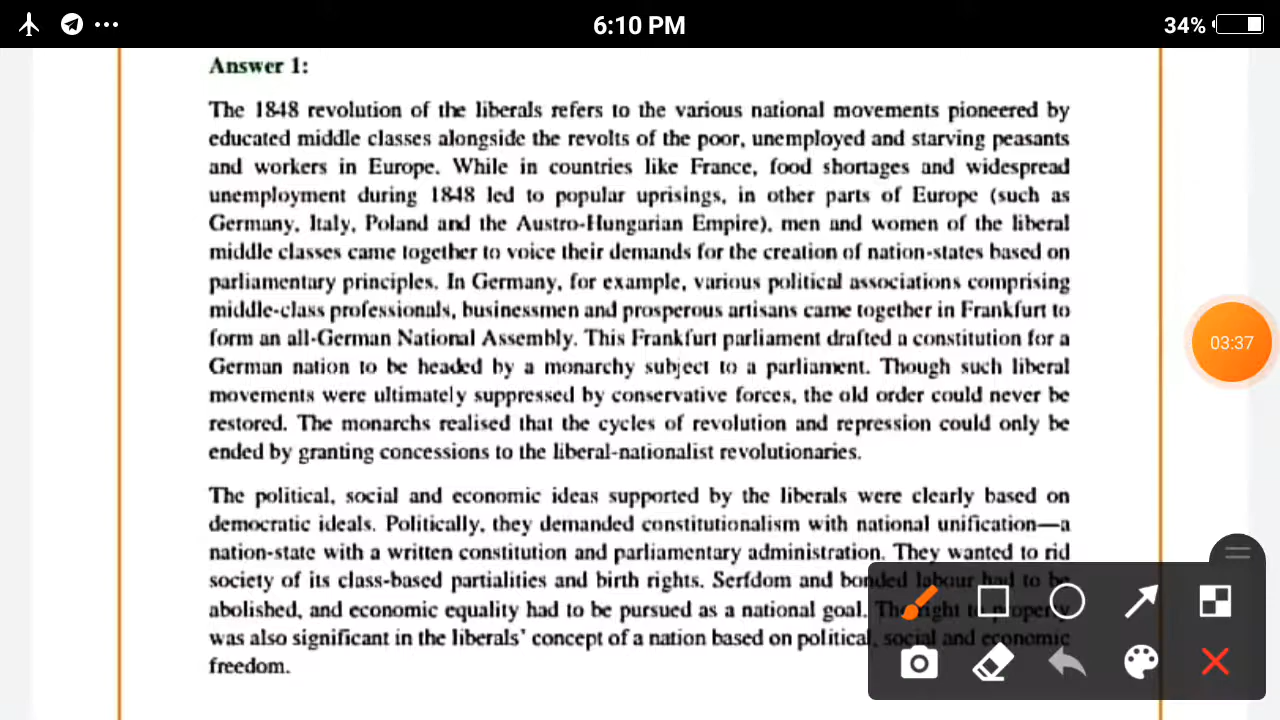 6:10 PM
34%
Answer 1:
The 1848 revolution of the liberals refers to the various national movements pioneered by
educated middle classes alongside the revolts of the poor, unemployed and starving peasants
and workers in Europe. While in countries like France, food shortages and widespread
unemployment during 1848 led to popular uprisings, in other parts of Europe (such as
Germany, Italy, Poland and the Austro-Hungarian Empire), men and women of the liberal
middle classes came together to voice their demands for the creation of nation-states based on
parliamentary principles. In Germany, for example, various political associations comprising
middle-class professionals, businessmen and prosperous artisans came together in Frankfurt to
form an all-German National Assembly. This Frankfurt parliament drafted a constitution for a
German nation to be headed by a monarchy subject to a parliament. Though such liberal
movements were ultimately suppressed by conservative forces, the old order could never be
restored. The monarchs realised that the cycles of revolution and repression could only be
ended by granting concessions to the liberal-nationalist revolutionaries.
The political, social and economic ideas supported by the liberals were clearly based on
democratic ideals. Politically, they demanded constitutionalism with national unification—a
nation-state with a written constitution and parliamentary administration. They wanted to rid
society of its class-based partialities and birth rights. Serfdom and bonded labour had to be
abolished, and economic equality had to be pursued as a national goal. The right to property
was also significant in the liberals' concept of a nation based on political, social and economic
freedom.
03:37